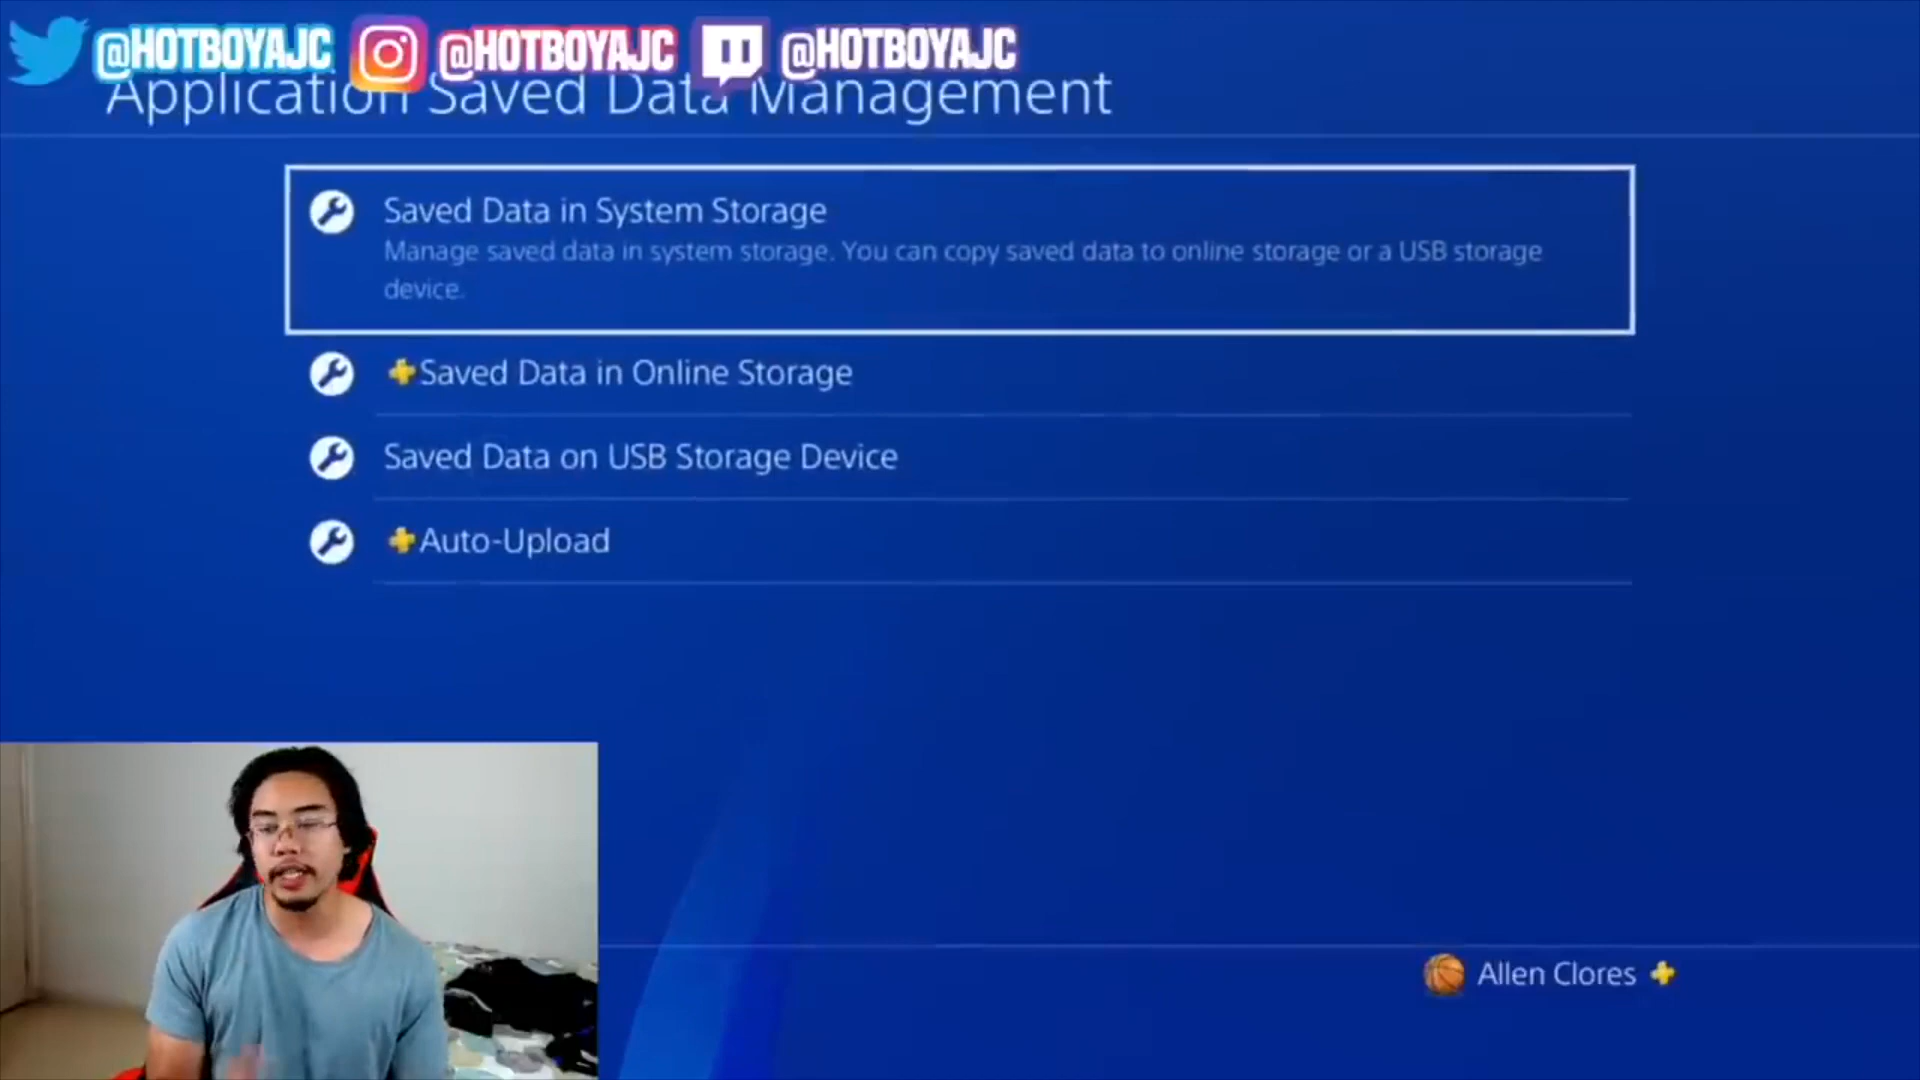 @HOTBOYAJC @HOTBOYAJC @HOTBOYAJC
Application Saved Data Management
Saved Data in System Storage
Manage saved data in system storage. You can copy saved data to online storage or a USB storage
device.
Saved Data in Online Storage
Saved Data on USB Storage Device
Auto-Upload
Allen Clores